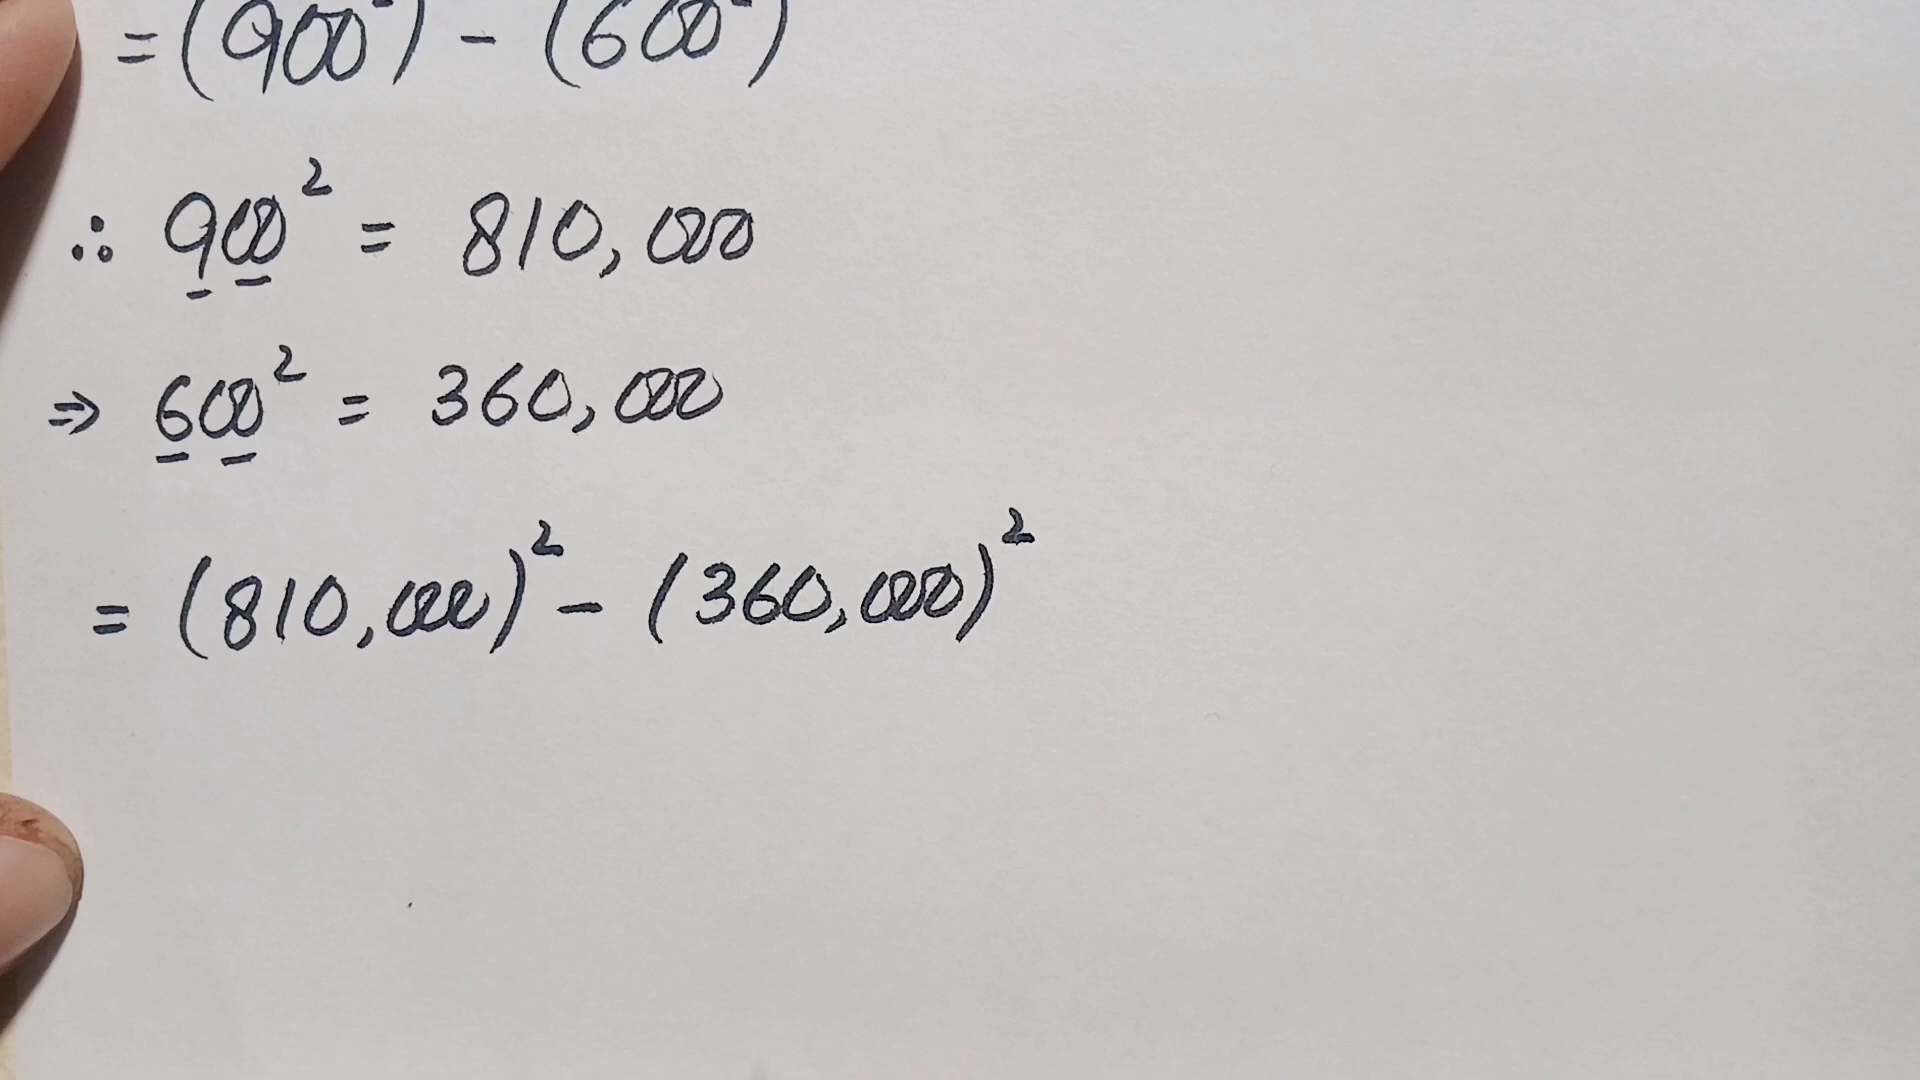 = (900²) - (600²)
∴ 900² = 810,000
⇒ 600² = 360,000
= (810,000)² - (360,000)²